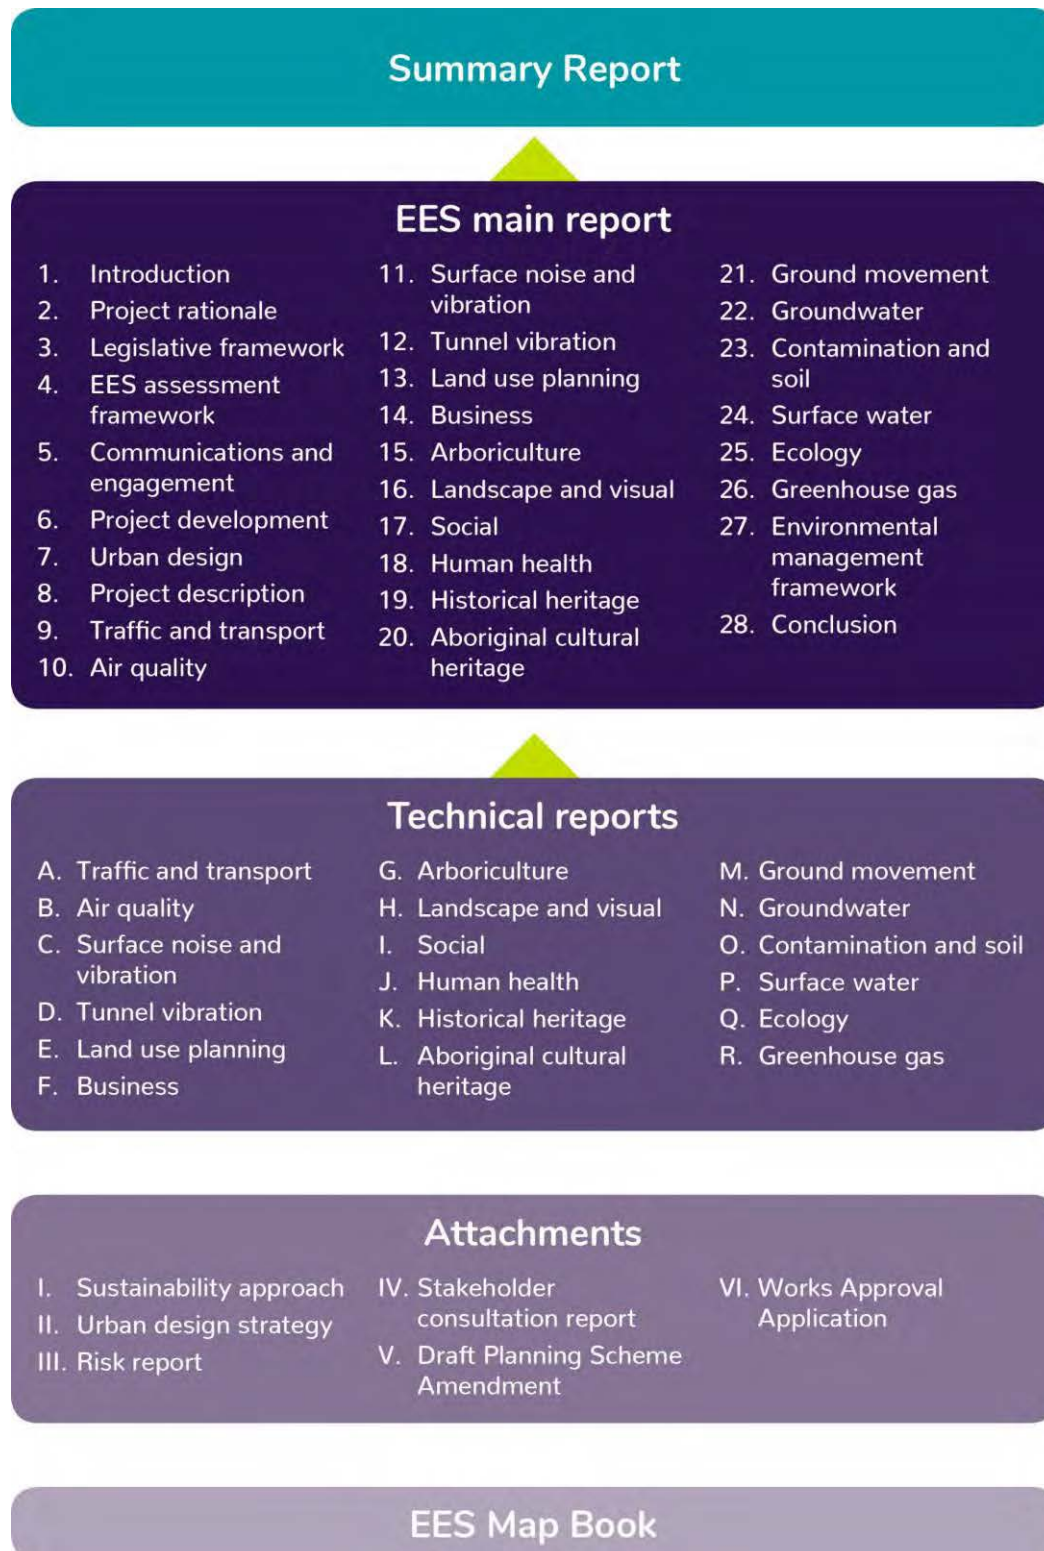 Summary Report
EES main report
1. Introduction
2. Project rationale
3. Legislative framework
4. EES assessment
framework
5. Communications and
engagement
6. Project development
7. Urban design
8. Project description
9. Traffic and transport
10. Air quality
11. Surface noise and
vibration
12. Tunnel vibration
13. Land use planning
14. Business
15. Arboriculture
16. Landscape and visual
17. Social
18. Human health
19. Historical heritage
20. Aboriginal cultural
heritage
21. Ground movement
22. Groundwater
23. Contamination and
soil
24. Surface water
25. Ecology
26. Greenhouse gas
27. Environmental
management
framework
28. Conclusion
Technical reports
A. Traffic and transport
B. Air quality
C. Surface noise and
vibration
D. Tunnel vibration
E. Land use planning
F. Business
G. Arboriculture
H. Landscape and visual
I. Social
J. Human health
K. Historical heritage
L. Aboriginal cultural
heritage
M. Ground movement
N. Groundwater
O. Contamination and soil
P. Surface water
Q. Ecology
R. Greenhouse gas
Attachments
I. Sustainability approach
II. Urban design strategy
III. Risk report
IV. Stakeholder
consultation report
V. Draft Planning Scheme
Amendment
VI. Works Approval
Application
EES Map Book